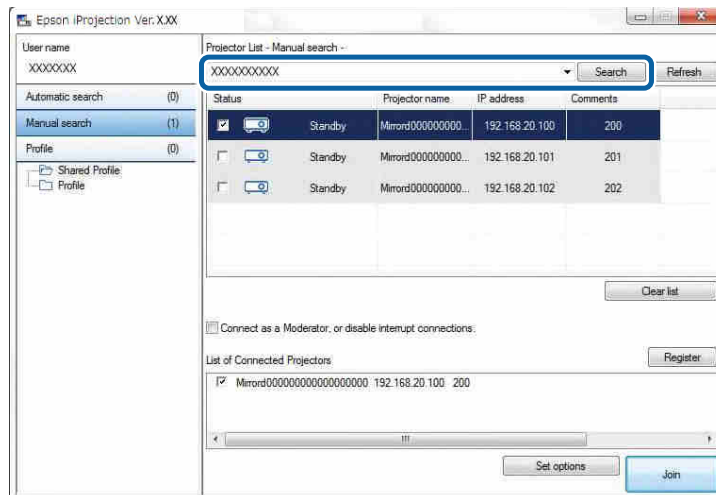 Epson iProjection Ver.X.XX
User name
XXXXXXX
Automatic search (0)
Manual search (1)
Profile (0)
Shared Profile
Profile
Projector List - Manual search -
XXXXXXXXXX Search Refresh
Status Projector name IP address Comments
Standby Mirrord000000000... 192.168.20.100 200
Standby Mirrord000000000... 192.168.20.101 201
Standby Mirrord000000000... 192.168.20.102 202
Clear list
Connect as a Moderator, or disable interrupt connections.
List of Connected Projectors Register
Mirrord000000000000000000 192.168.20.100 200
Set options Join